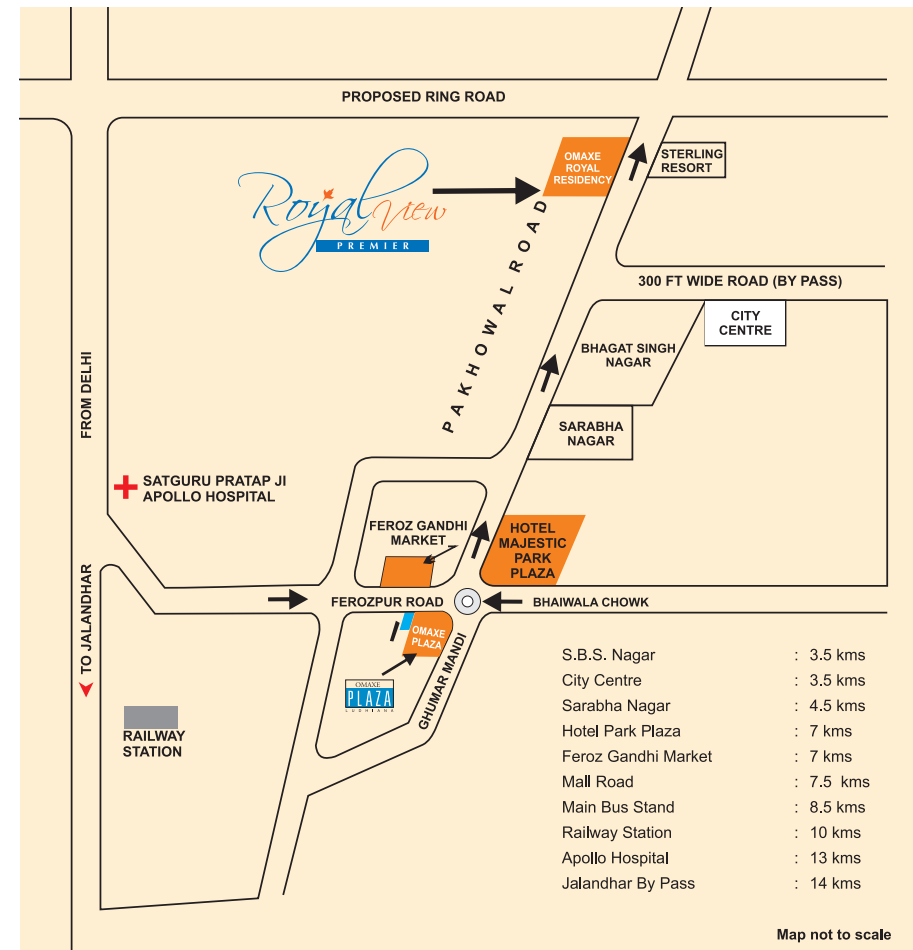 PROPOSED RING ROAD
OMAXE
ROYAL
RESIDENCY
STERLING
RESORT
Royal View
PREMIER
PAKHOWAL ROAD
300 FT WIDE ROAD (BY PASS)
CITY
CENTRE
BHAGAT SINGH
NAGAR
FROM DELHI
SARABHA
NAGAR
SATGURU PRATAP JI
APOLLO HOSPITAL
FEROZ GANDHI
MARKET
HOTEL
MAJESTIC
PARK
PLAZA
TO JALANDHAR
FEROZPUR ROAD
BHAIWALA CHOWK
OMAXE
PLAZA
GHUMAR MANDI
OMAXE
PLAZA
LUDHIANA
RAILWAY
STATION
S.B.S. Nagar : 3.5 kms
City Centre : 3.5 kms
Sarabha Nagar : 4.5 kms
Hotel Park Plaza : 7 kms
Feroz Gandhi Market : 7 kms
Mall Road : 7.5 kms
Main Bus Stand : 8.5 kms
Railway Station : 10 kms
Apollo Hospital : 13 kms
Jalandhar By Pass : 14 kms
Map not to scale